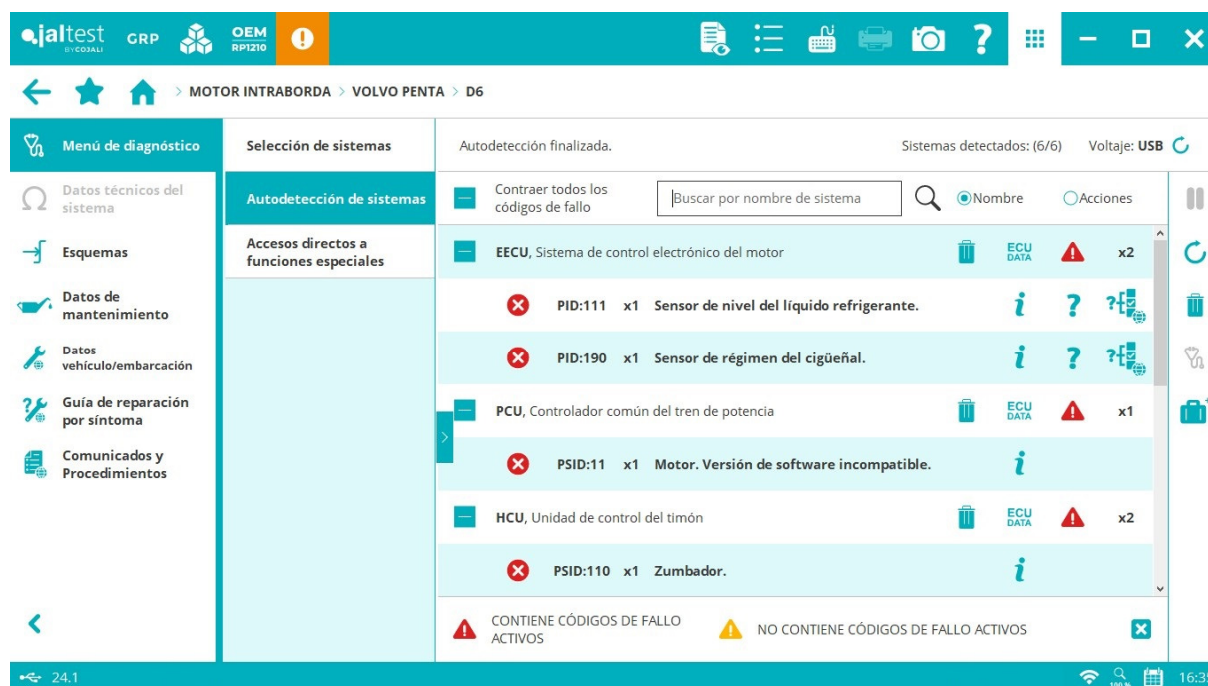 jaltest
BY COJALI
GRP
OEM
RP1210
> MOTOR INTRABORDA > VOLVO PENTA > D6
Menú de diagnóstico
Datos técnicos del
sistema
Esquemas
Datos de
mantenimiento
Datos
vehículo/embarcación
Guía de reparación
por síntoma
Comunicados y
Procedimientos
Selección de sistemas
Autodetección de sistemas
Accesos directos a
funciones especiales
Autodetección finalizada.
Sistemas detectados: (6/6)
Voltaje: USB
Contraer todos los
códigos de fallo
Buscar por nombre de sistema
Nombre
Acciones
EECU, Sistema de control electrónico del motor
ECU
DATA
x2
PID:111 x1 Sensor de nivel del líquido refrigerante.
PID:190 x1 Sensor de régimen del cigüeñal.
PCU, Controlador común del tren de potencia
ECU
DATA
x1
PSID:11 x1 Motor. Versión de software incompatible.
HCU, Unidad de control del timón
ECU
DATA
x2
PSID:110 x1 Zumbador.
CONTIENE CÓDIGOS DE FALLO
ACTIVOS
NO CONTIENE CÓDIGOS DE FALLO ACTIVOS
24.1
100 %